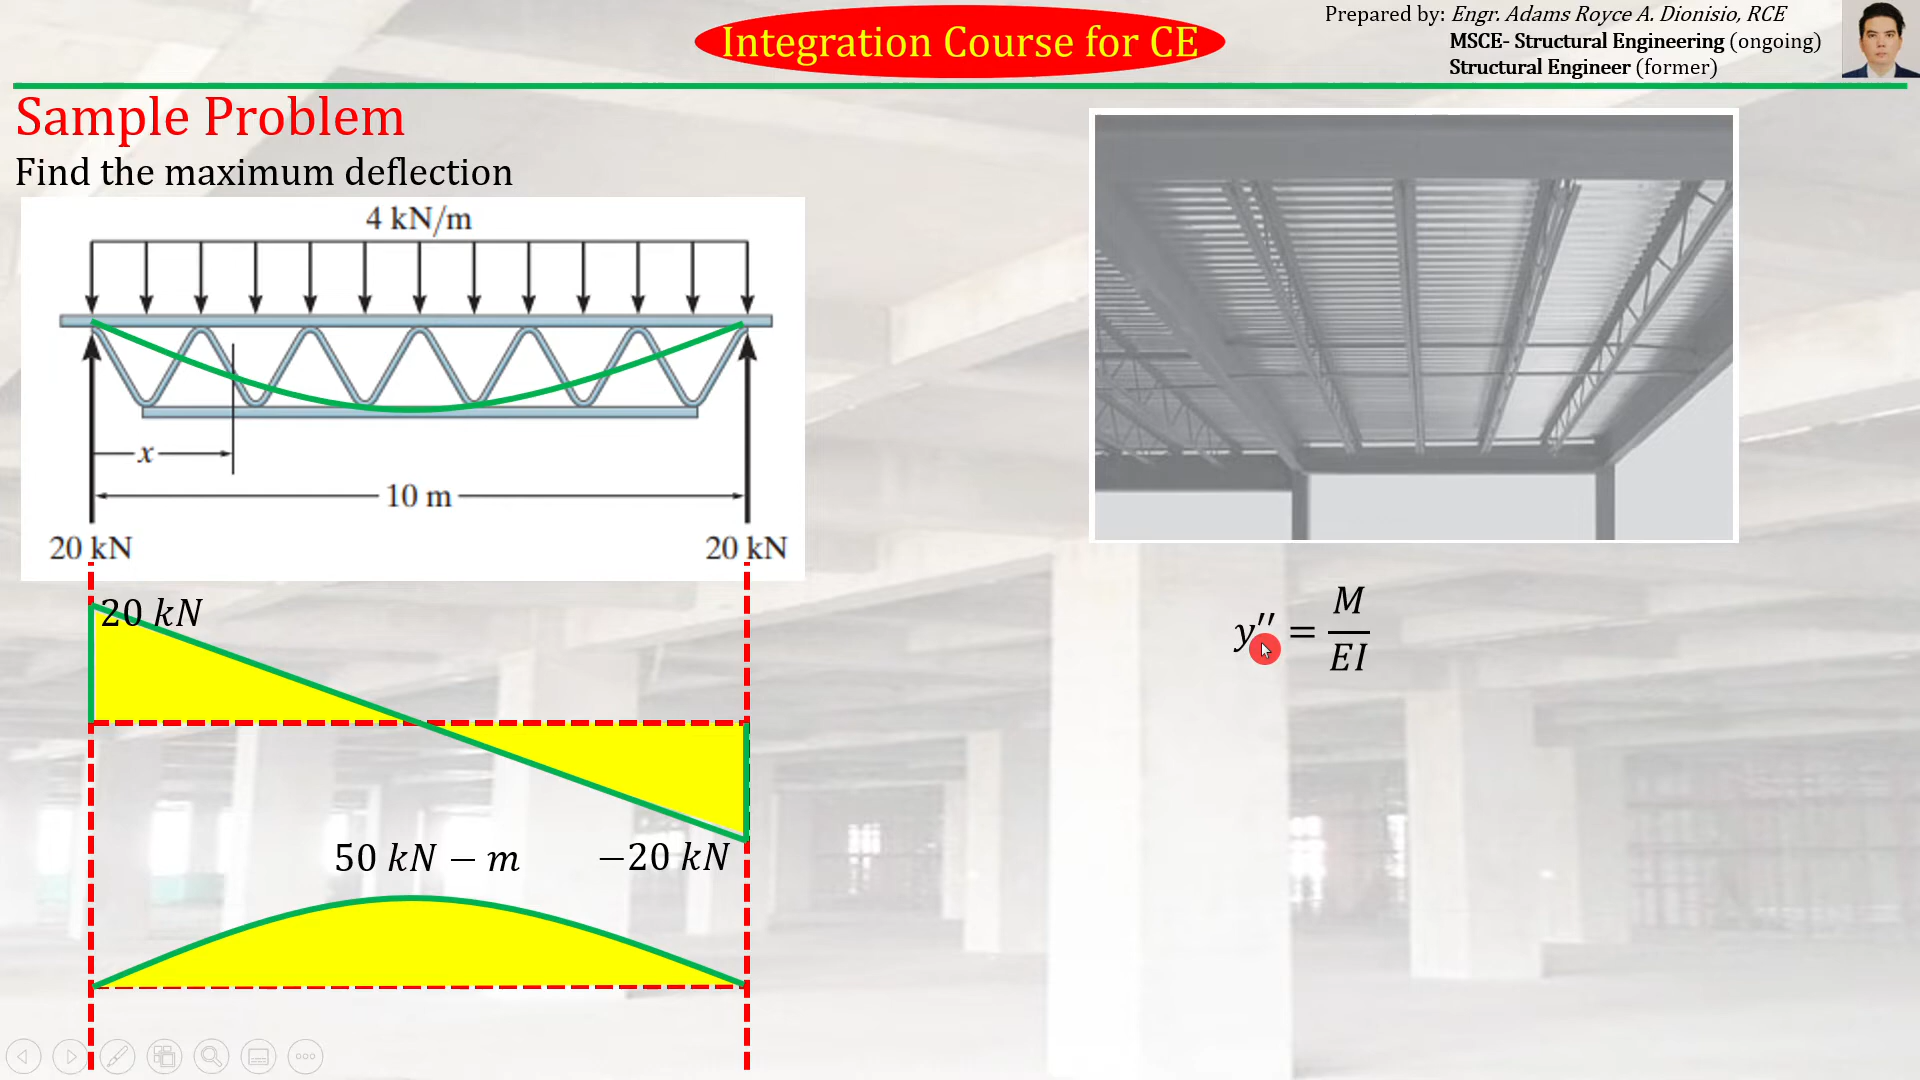 Integration Course for CE
Prepared by: Engr. Adams Royce A. Dionisio, RCE
MSCE- Structural Engineering (ongoing)
Structural Engineer (former)
Sample Problem
Find the maximum deflection
4 kN/m
x
10 m
20 kN 20 kN
20 kN
50 kN − m −20 kN
y′′ = M/EI